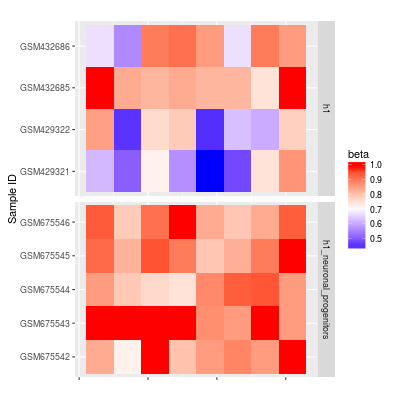 Sample ID
GSM432686
GSM432685
GSM429322
GSM429321
h1
GSM675546
GSM675545
GSM675544
GSM675543
GSM675542
h1_neuronal_progenitors
beta
1.0
0.9
0.8
0.7
0.6
0.5